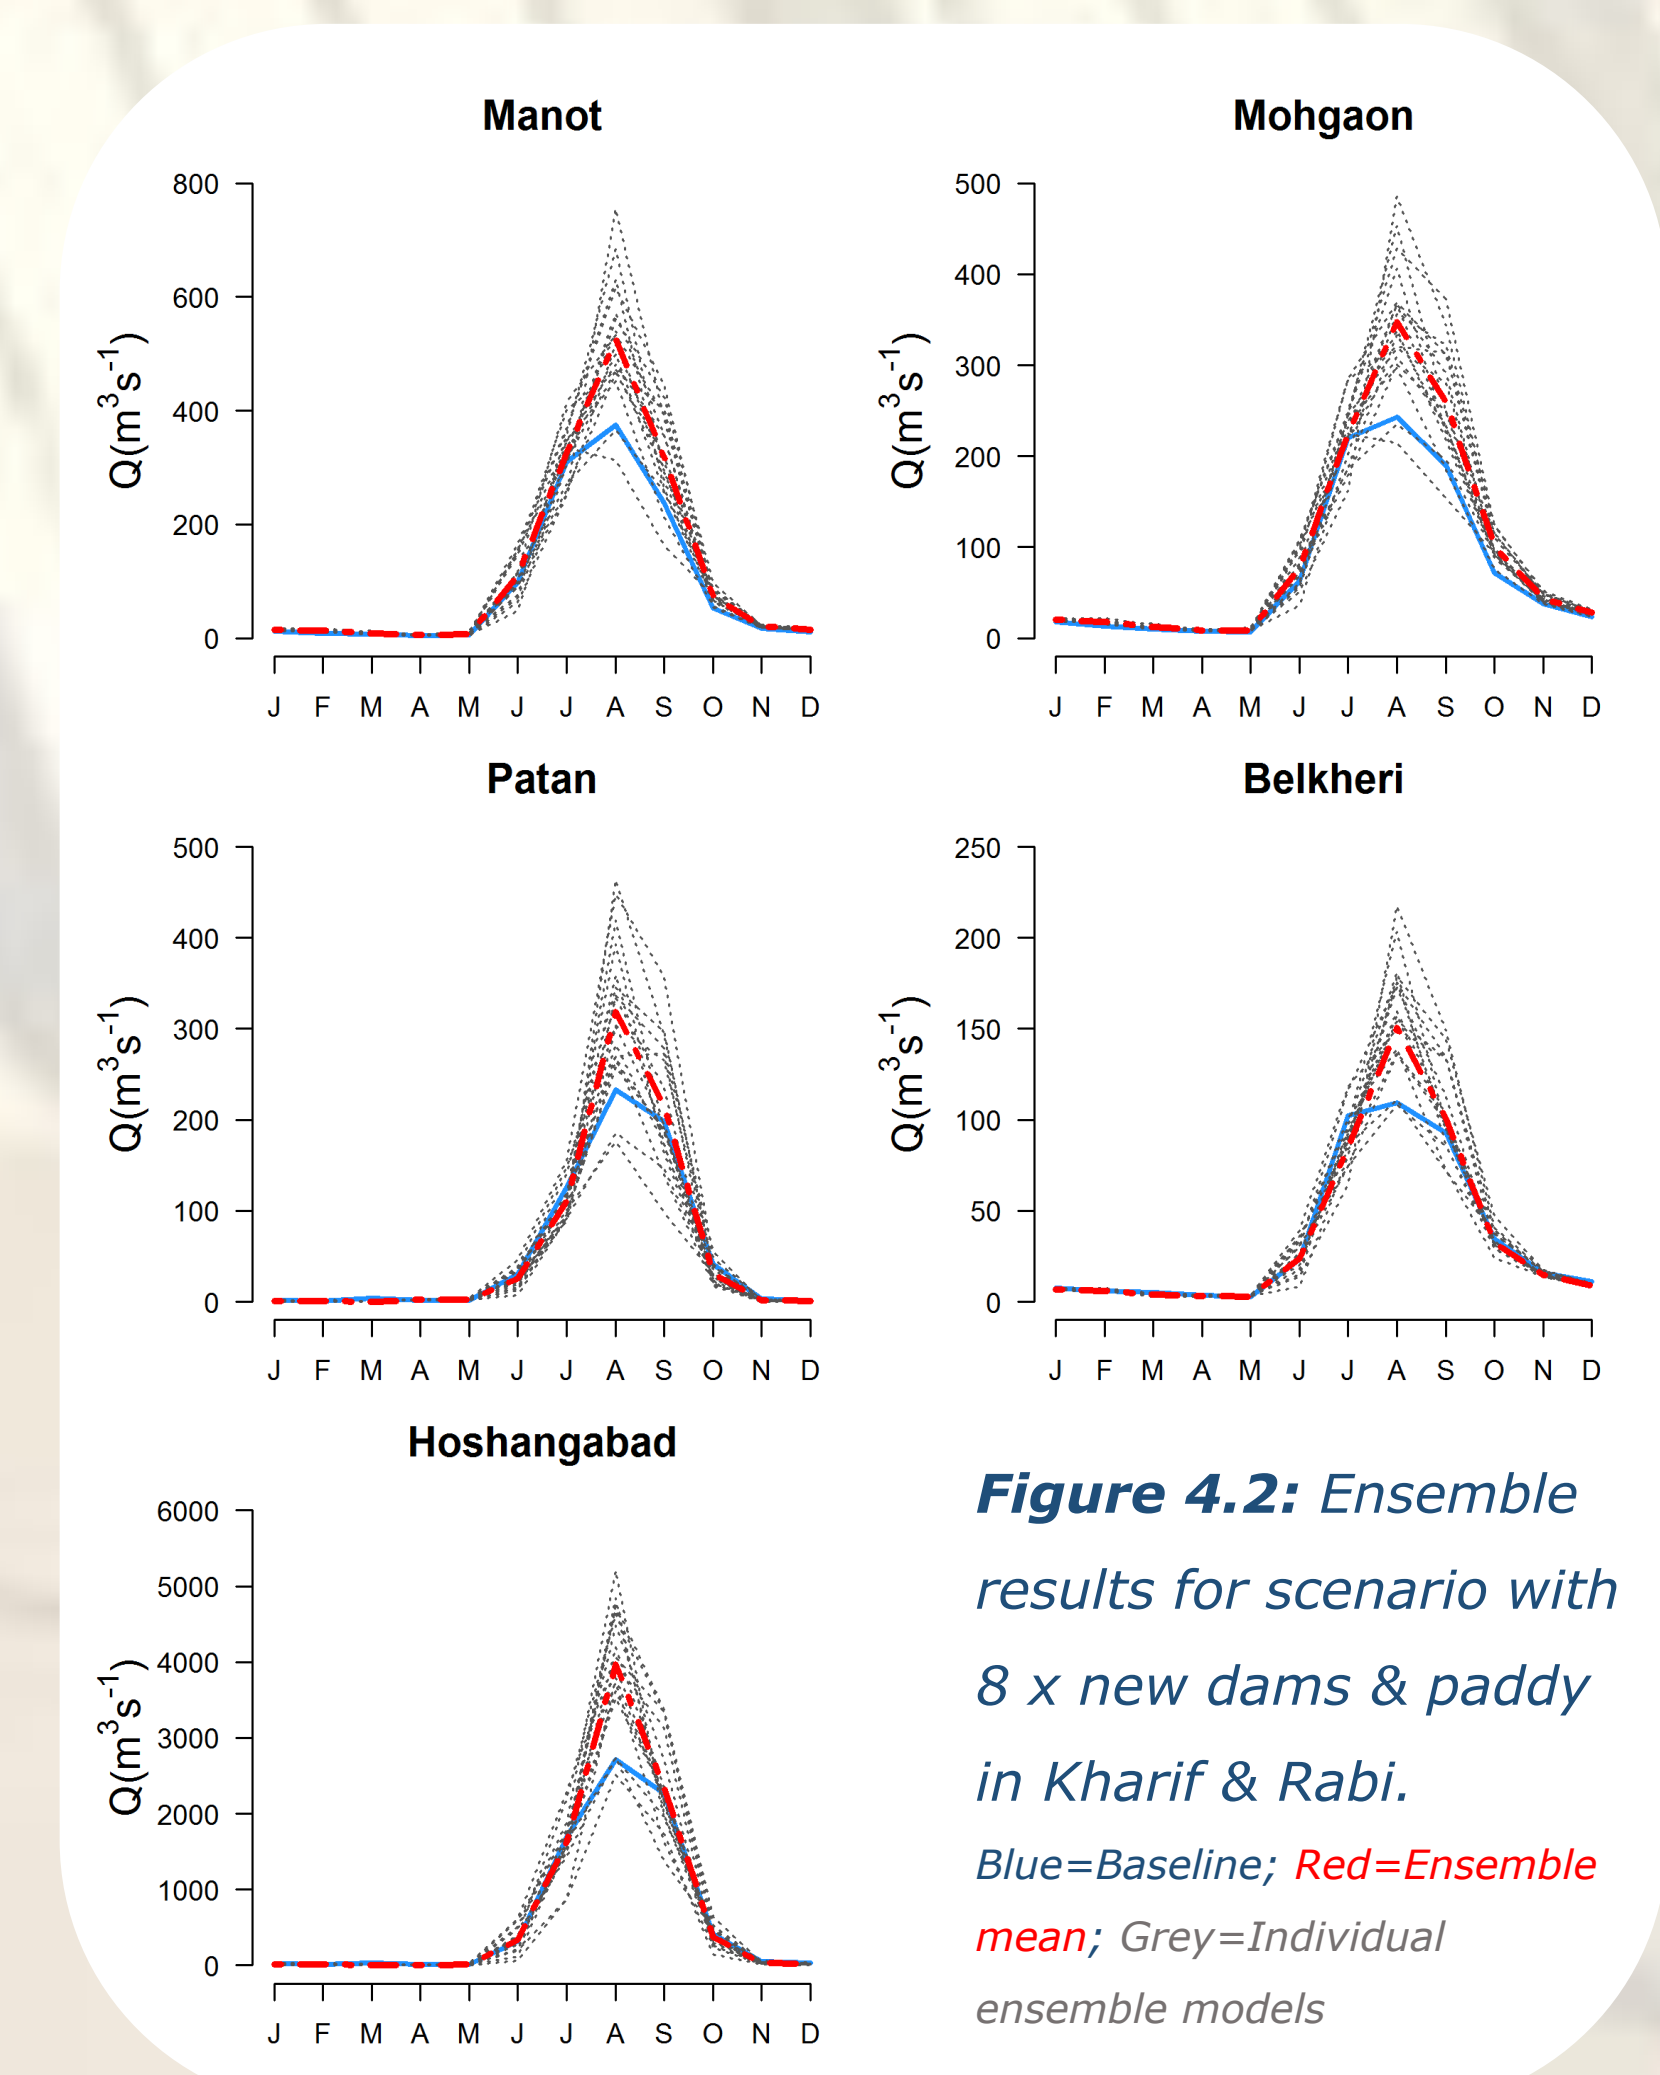 Manot
800
600
400
200
0
Q(m³s⁻¹)
J F M A M J J A S O N D
Mohgaon
500
400
300
200
100
0
Q(m³s⁻¹)
J F M A M J J A S O N D
Patan
500
400
300
200
100
0
Q(m³s⁻¹)
J F M A M J J A S O N D
Belkheri
250
200
150
100
50
0
Q(m³s⁻¹)
J F M A M J J A S O N D
Hoshangabad
6000
5000
4000
3000
2000
1000
0
Q(m³s⁻¹)
J F M A M J J A S O N D
Figure 4.2: Ensemble
results for scenario with
8 x new dams & paddy
in Kharif & Rabi.
Blue=Baseline; Red=Ensemble
mean; Grey=Individual
ensemble models